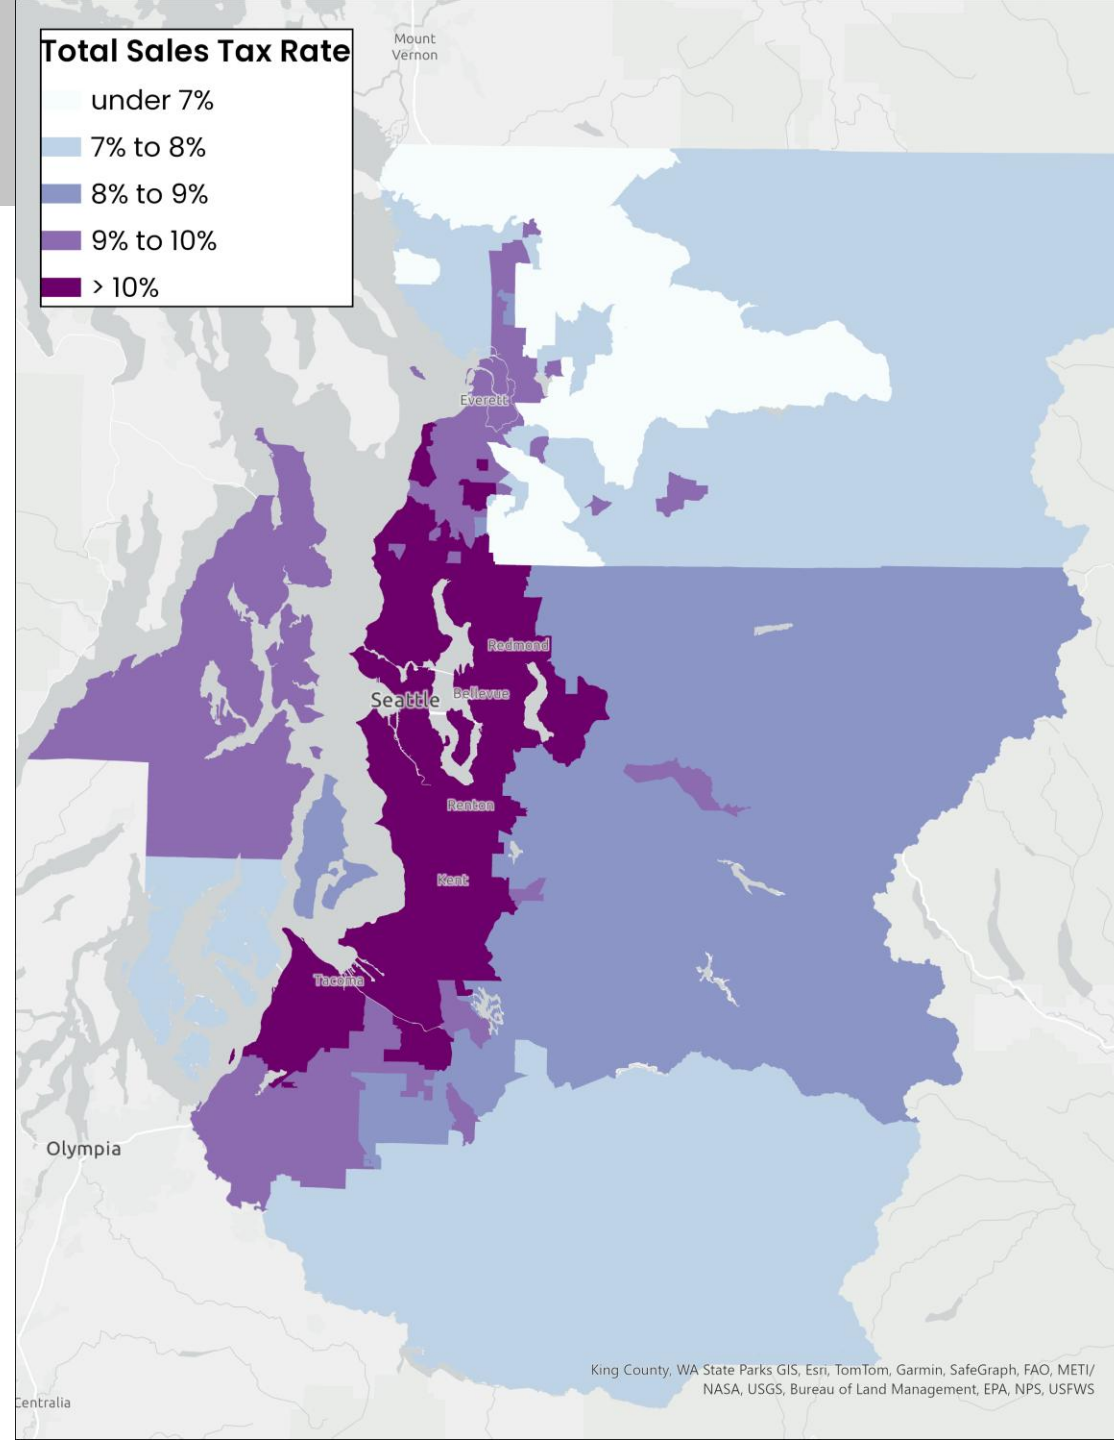 Total Sales Tax Rate
under 7%
7% to 8%
8% to 9%
9% to 10%
> 10%
Mount
Vernon
Everett
Redmond
Seattle
Bellevue
Renton
Kent
Tacoma
Olympia
Centralia
King County, WA State Parks GIS, Esri, TomTom, Garmin, SafeGraph, FAO, METI/
NASA, USGS, Bureau of Land Management, EPA, NPS, USFWS